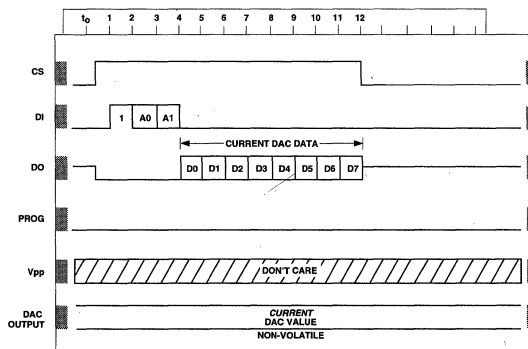 to 1 2 3 4 5 6 7 8 9 10 11 12
CS
DI 1 A0 A1
CURRENT DAC DATA
DO D0 D1 D2 D3 D4 D5 D6 D7
PROG
Vpp DON'T CARE
DAC OUTPUT
CURRENT
DAC VALUE
NON-VOLATILE